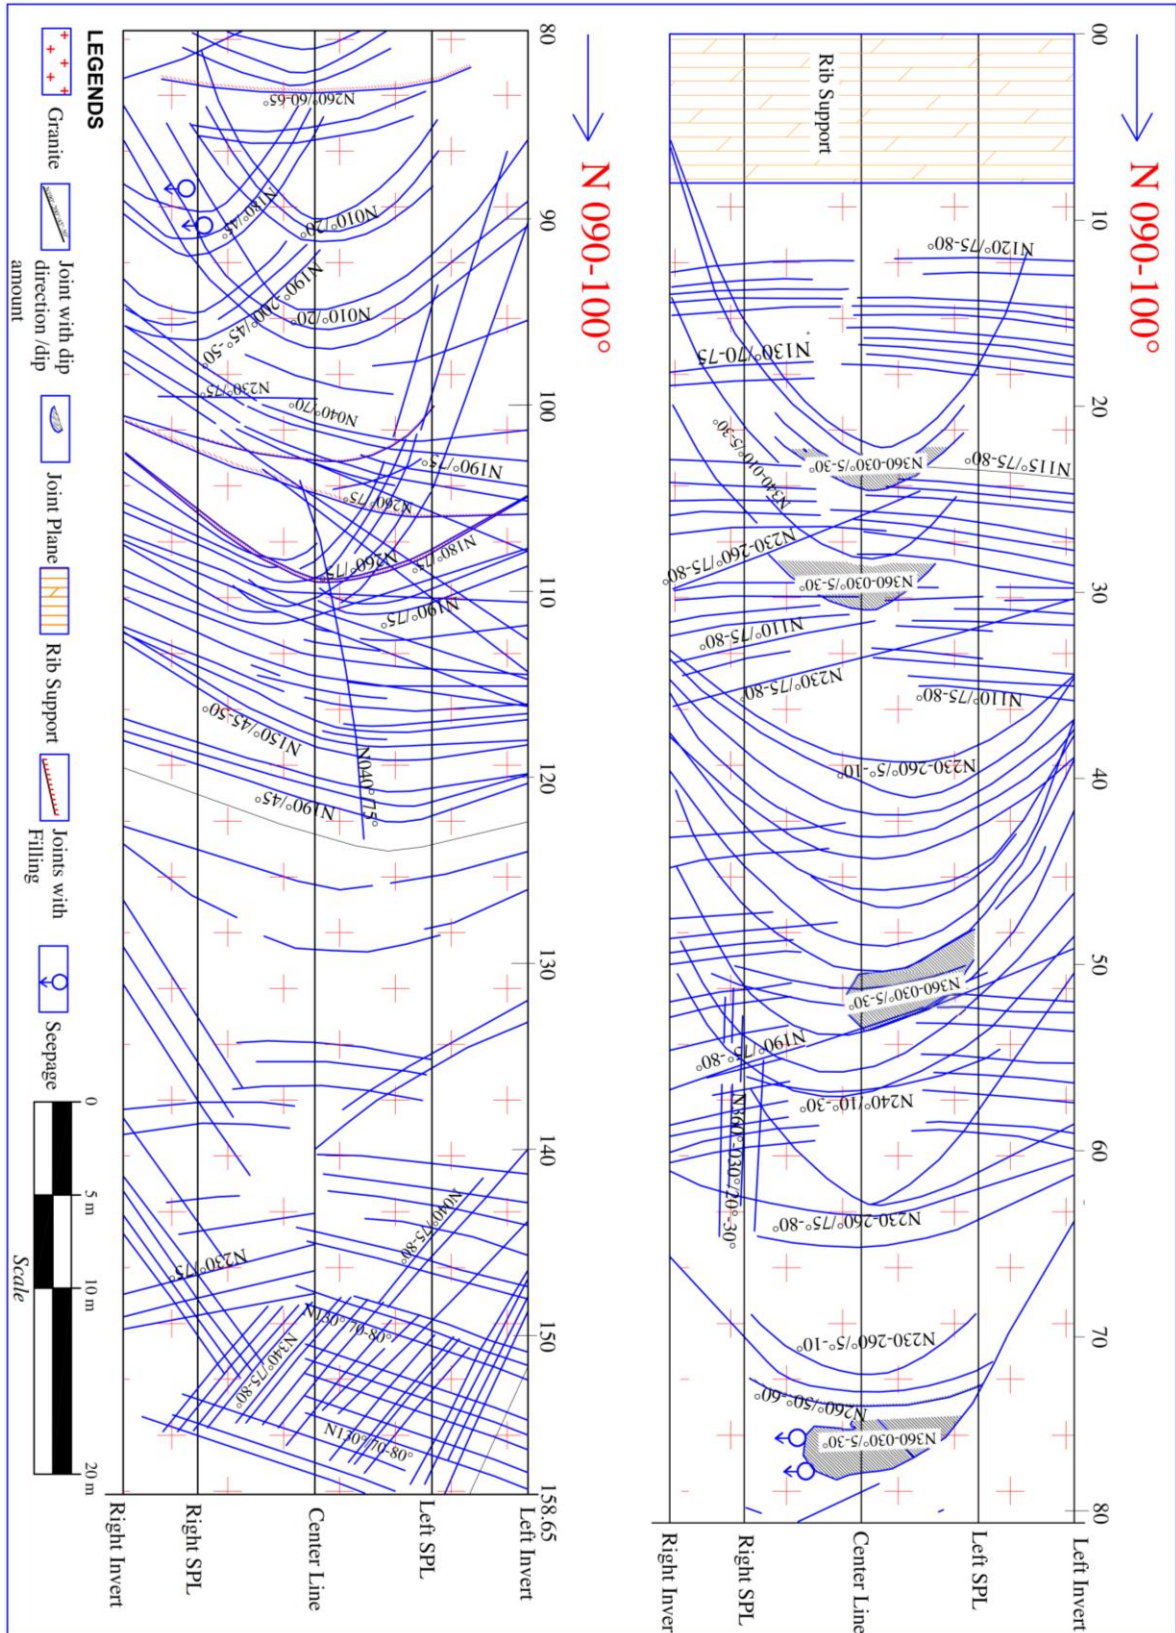 N 090-100°
00
10
20
30
40
50
60
70
80
Rib Support
N120°/75-80°
N130°/70-75
N340-010°/5-30°
N360-030°/5-30°
N115°/75-80°
N230-260°/75-80°
N360-030°/5-30°
N110°/75-80°
N230°/75-80°
N110°/75-80°
N230-260°/5°-10°
N360-030°/5-30°
N190°/75°-80°
N240°/10°-30°
N360°-030°/20°-30°
N230-260°/75°-80°
N230-260°/5°-10°
N260°/50°-60°
N360-030°/5-30°
Left Invert
Left SPL
Center Line
Right SPL
Right Inver
N 090-100°
80
90
100
110
120
130
140
150
158.65
N260°/60-65°
N180°/45°
N010°/20°
N190°-200°/45°-50°
N010°/20°
N230°/75°
N040°/70°
N190°/75°
N260°/75°
N180°/75°
N260°/75°
N190°/75°
N150°/45-50°
N040°/75°
N190°/45°
N040°/75-80°
N230°/75°
N130°/70-80°
N340°/75-80°
N130°/70-80°
Left Invert
Left SPL
Center Line
Right SPL
Right Invert
LEGENDS
Granite
Joint with dip
direction /dip
amount
Joint Plane
Rib Support
Joints with
Filling
Seepage
0
5 m
10 m
20 m
Scale